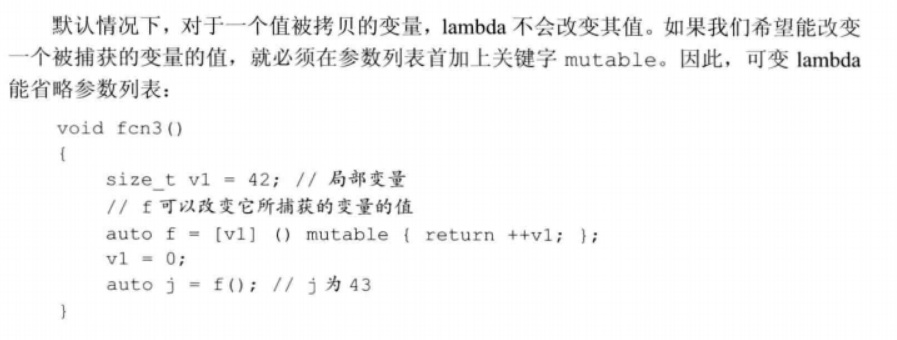 默认情况下，对于一个值被拷贝的变量，lambda 不会改变其值。如果我们希望能改变
一个被捕获的变量的值，就必须在参数列表首加上关键字 mutable。因此，可变 lambda
能省略参数列表：
void fcn3()
{
size_t v1 = 42; // 局部变量
// f 可以改变它所捕获的变量的值
auto f = [v1] () mutable { return ++v1; };
v1 = 0;
auto j = f(); // j 为 43
}